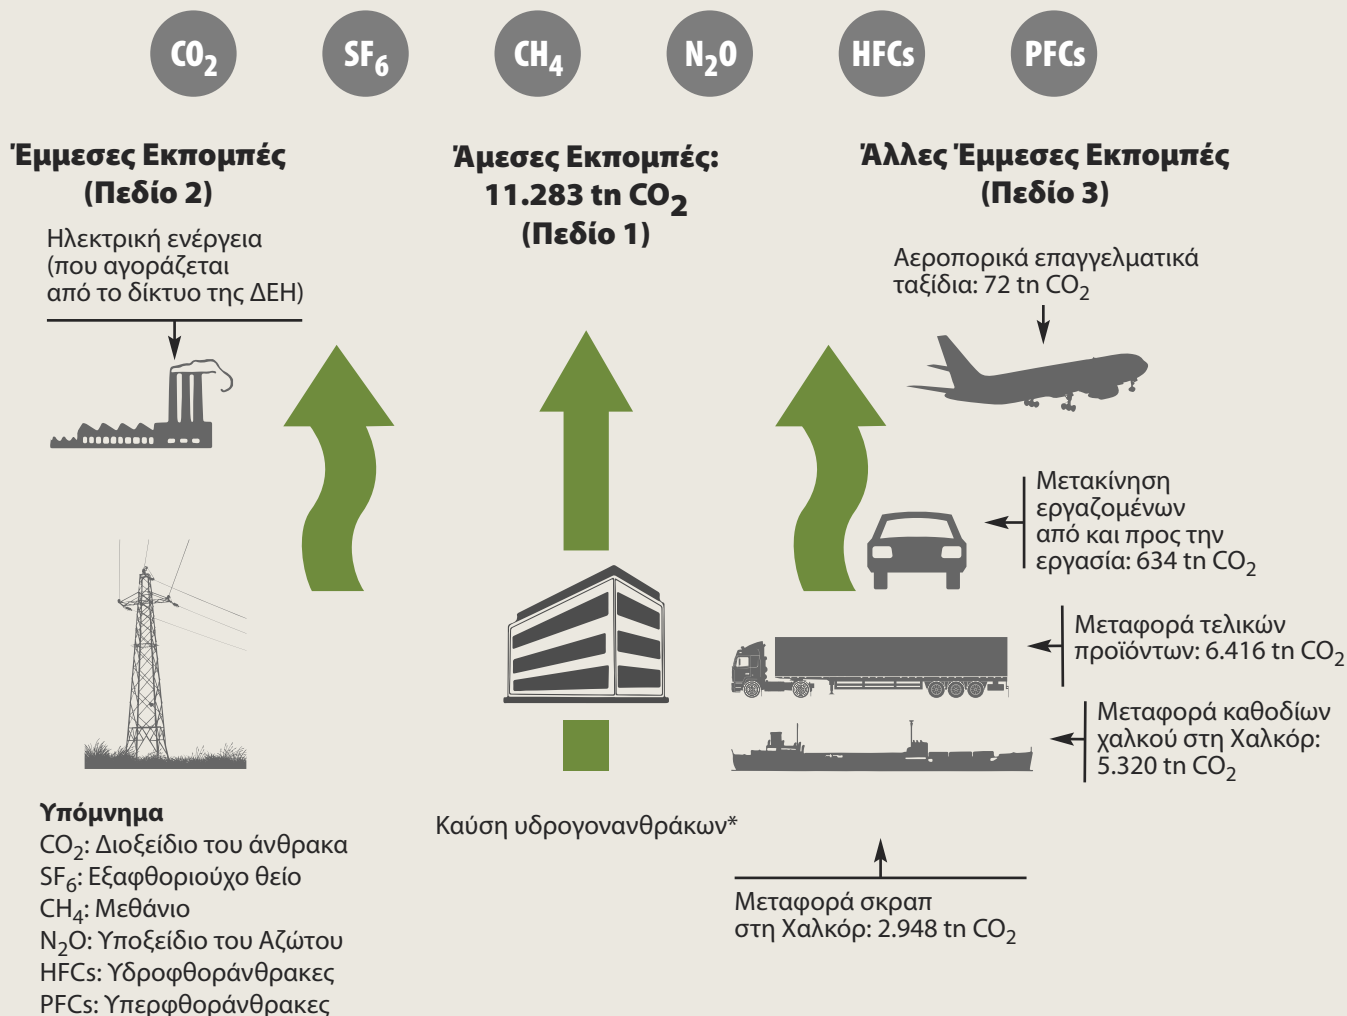 CO₂ SF₆ CH₄ N₂O HFCs PFCs
Έμμεσες Εκπομπές
(Πεδίο 2)
Ηλεκτρική ενέργεια
(που αγοράζεται
από το δίκτυο της ΔΕΗ)
Άμεσες Εκπομπές:
11.283 tn CO₂
(Πεδίο 1)
Καύση υδρογονανθράκων*
Άλλες Έμμεσες Εκπομπές
(Πεδίο 3)
Αεροπορικά επαγγελματικά
ταξίδια: 72 tn CO₂
Μετακίνηση
εργαζομένων
από και προς την
εργασία: 634 tn CO₂
Μεταφορά τελικών
προϊόντων: 6.416 tn CO₂
Μεταφορά καθοδίων
χαλκού στη Χαλκόρ:
5.320 tn CO₂
Μεταφορά σκραπ
στη Χαλκόρ: 2.948 tn CO₂
Υπόμνημα
CO₂: Διοξείδιο του άνθρακα
SF₆: Εξαφθοριούχο θείο
CH₄: Μεθάνιο
N₂O: Υποξείδιο του Αζώτου
HFCs: Υδροφθοράνθρακες
PFCs: Υπερφθοράνθρακες